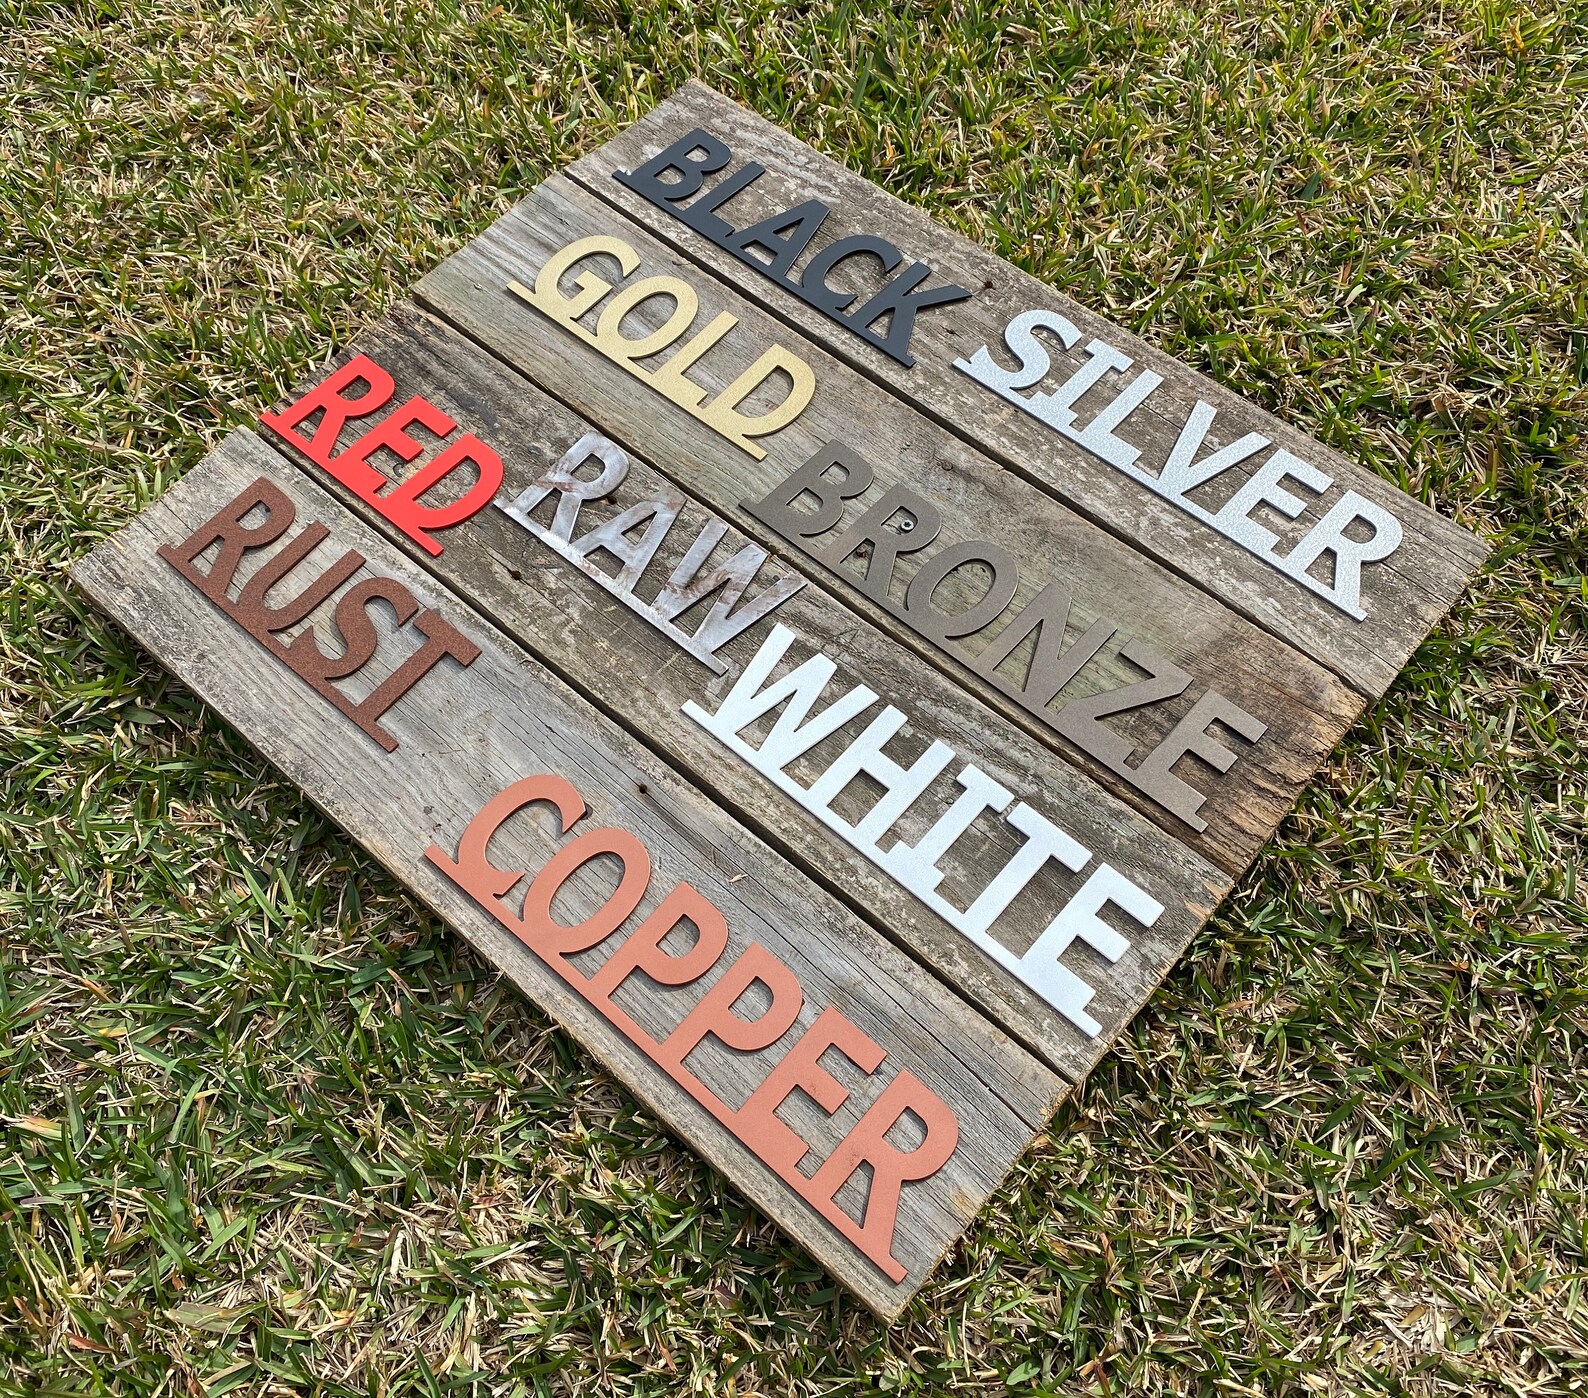 BLACK SILVER
GOLD BRONZE
RED RAW WHITE
RUST COPPER